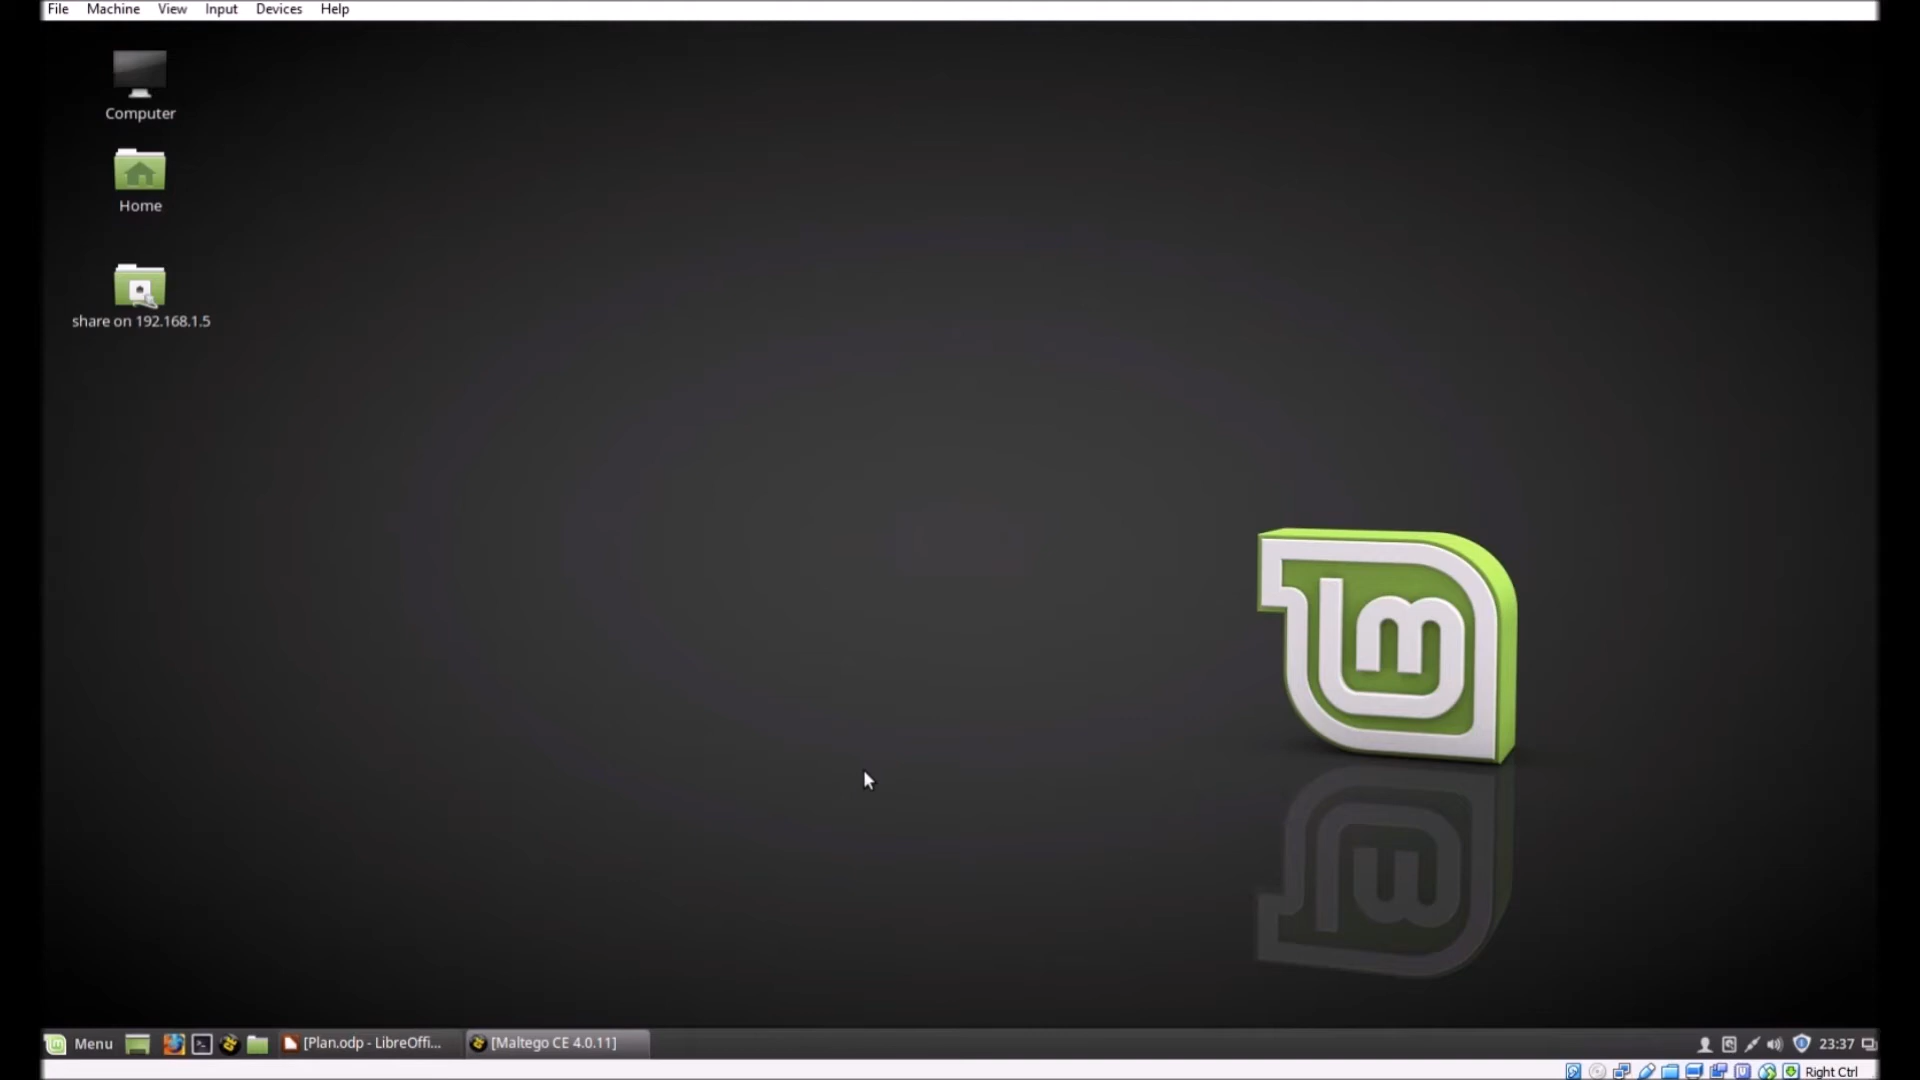 File Machine View Input Devices Help
Computer
Home
share on 192.168.1.5
lm
Menu [Plan.odp - LibreOffi... [Maltego CE 4.0.11] 23:37
Right Ctrl